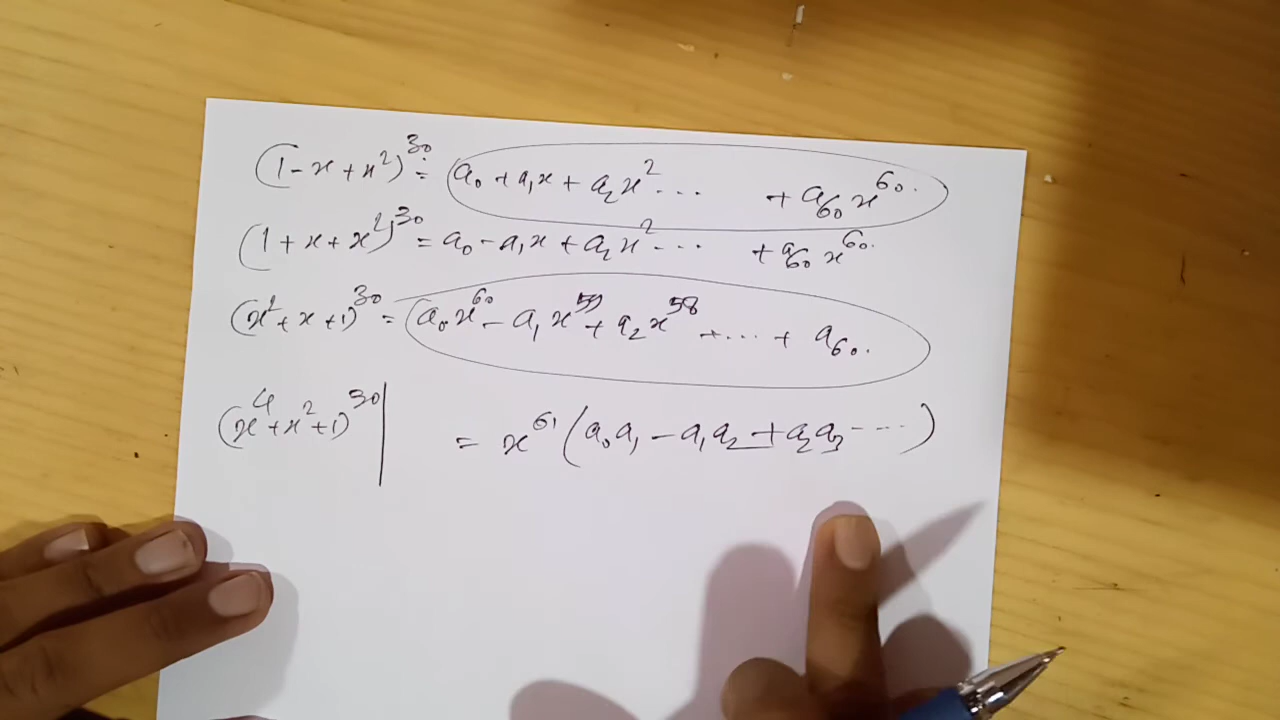 (1-x+x²)³⁰ = a₀ + a₁x + a₂x² ... + a₆₀x⁶⁰.
(1+x+x²)³⁰ = a₀ - a₁x + a₂x² ... + a₆₀x⁶⁰.
(x²+x+1)³⁰ = a₀x⁶⁰ - a₁x⁵⁹ + a₂x⁵⁸ + ... + a₆₀.
(x⁴+x²+1)³⁰ | = x⁶¹(a₀a₁ - a₁a₂ + a₂a₃ ...)